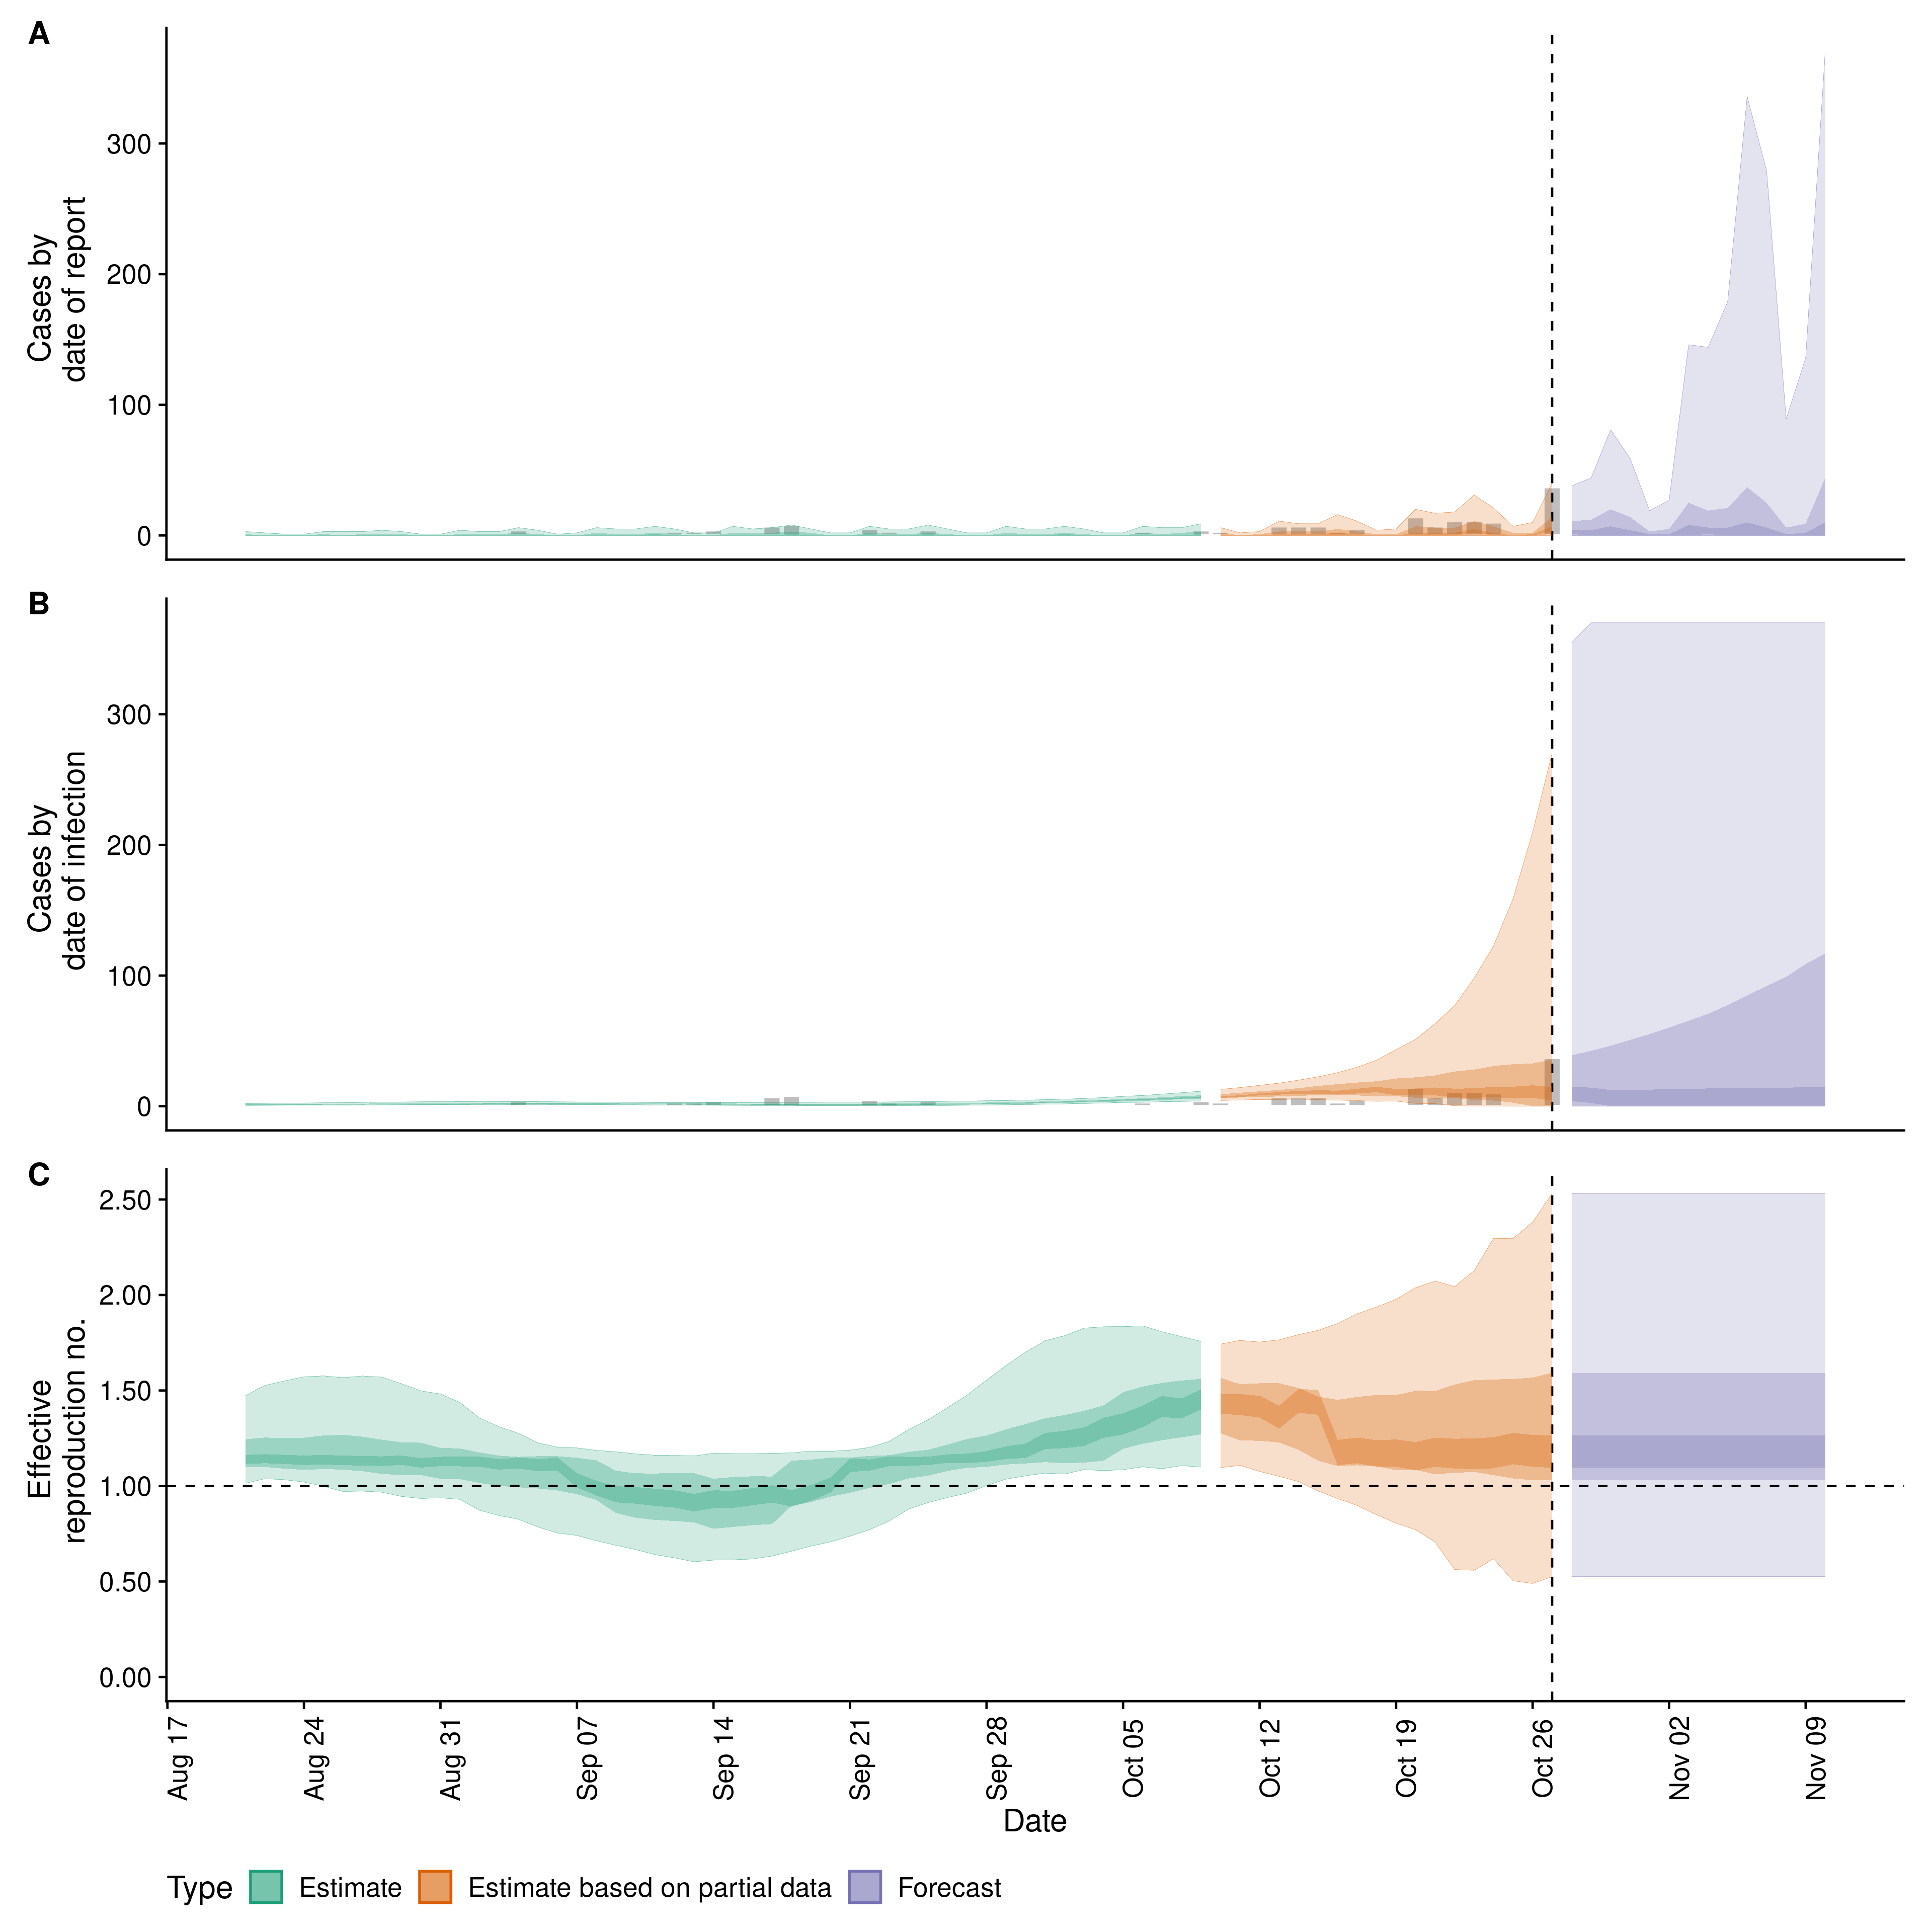 A
Cases by
date of report
300
200
100
0
B
Cases by
date of infection
300
200
100
0
C
Effective
reproduction no.
2.50
2.00
1.50
1.00
0.50
0.00
Aug 17
Aug 24
Aug 31
Sep 07
Sep 14
Sep 21
Sep 28
Oct 05
Oct 12
Oct 19
Oct 26
Nov 02
Nov 09
Date
Type Estimate Estimate based on partial data Forecast